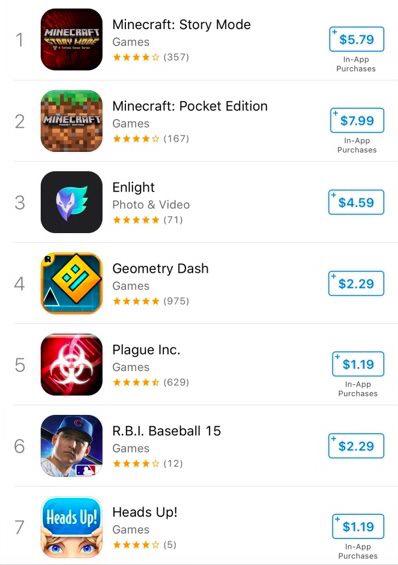 1
MINECRAFT
STORY MODE
Minecraft: Story Mode
Games
★★★★☆ (357)
+ $5.79
In-App
Purchases
2
MINECRAFT
POCKET EDITION
Minecraft: Pocket Edition
Games
★★★★☆ (167)
+ $7.99
In-App
Purchases
3
Enlight
Photo & Video
★★★★★ (71)
+ $4.59
4
R
Geometry Dash
Games
★★★★★ (975)
+ $2.29
5
Plague Inc.
Games
(629)
+ $1.19
In-App
Purchases
6
C
R.B.I. Baseball 15
Games
★★★★☆ (12)
+ $2.29
7
Heads Up!
Heads Up!
Games
★★★★☆ (5)
+ $1.19
In-App
Purchases